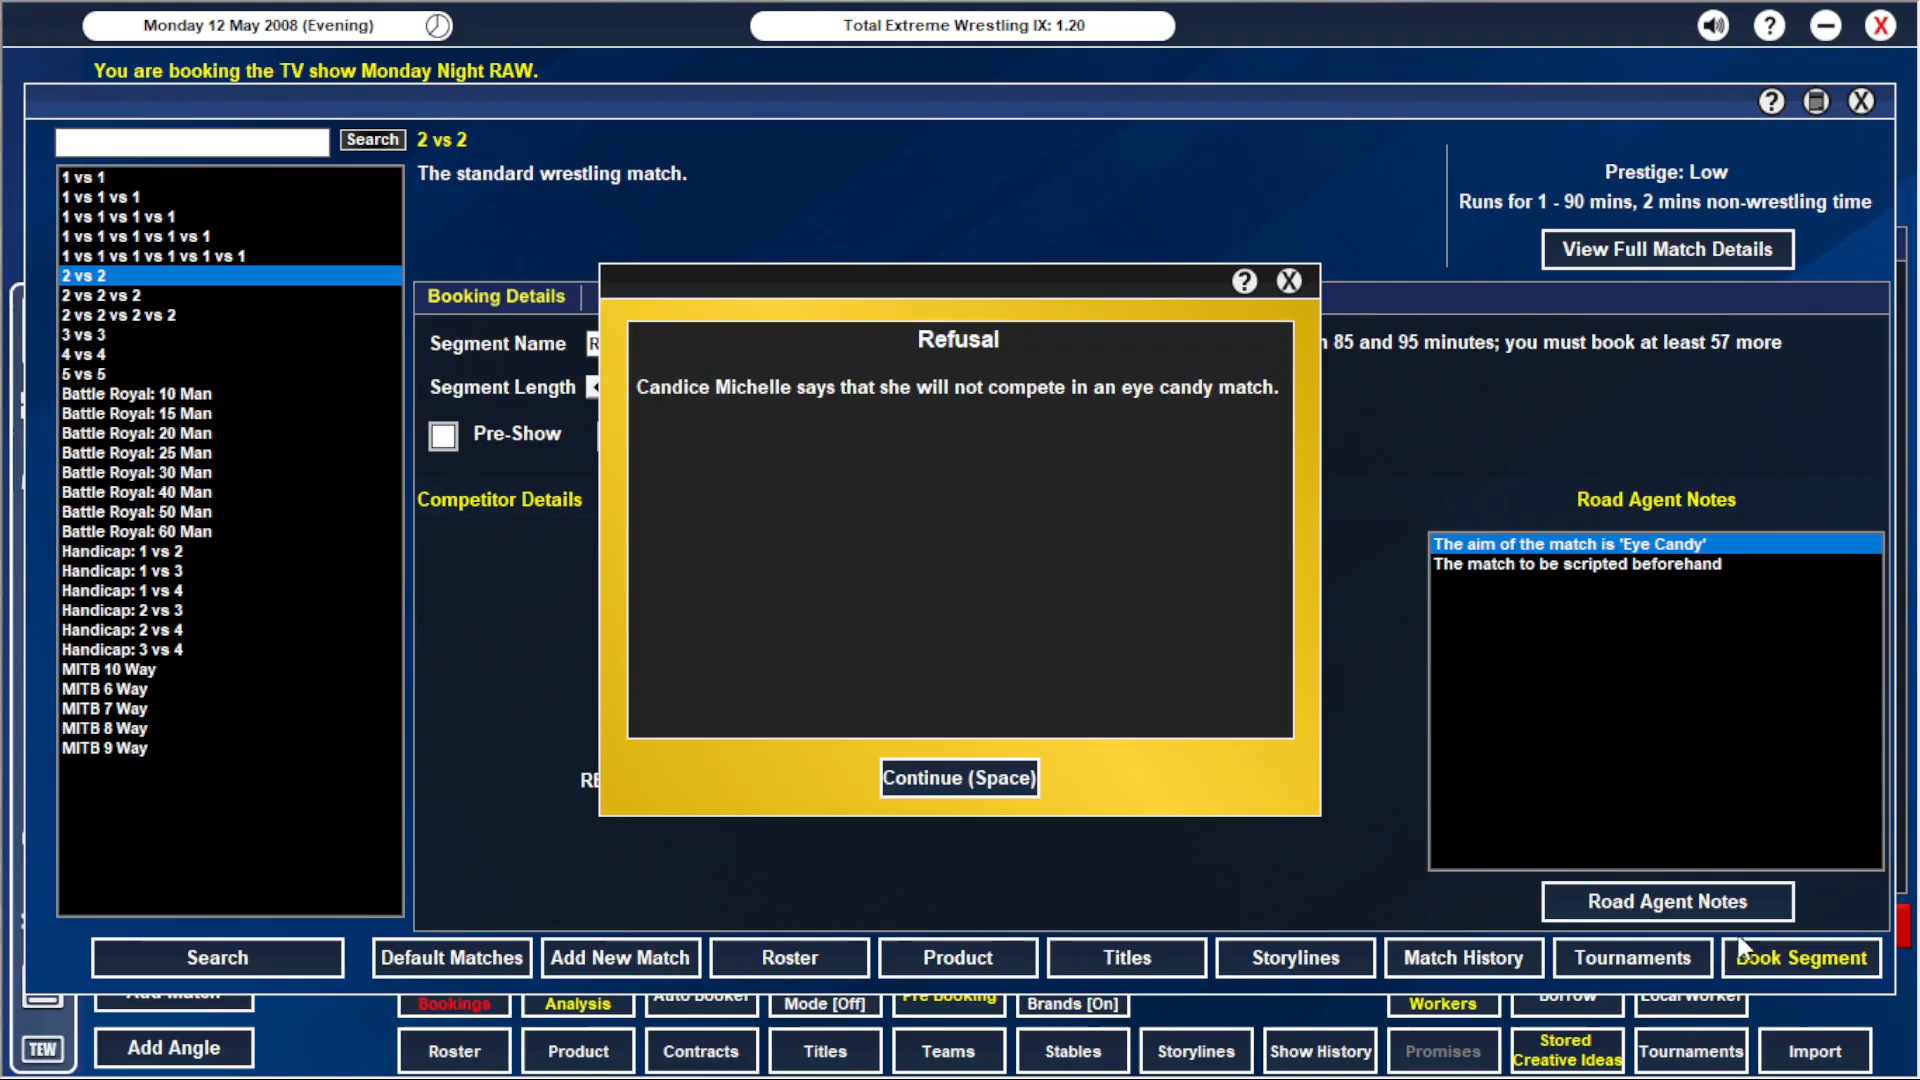 Monday 12 May 2008 (Evening)
Total Extreme Wrestling IX: 1.20
You are booking the TV show Monday Night RAW.
Search
2 vs 2
The standard wrestling match.
Prestige: Low
Runs for 1 - 90 mins, 2 mins non-wrestling time
View Full Match Details
1 vs 1
1 vs 1 vs 1
1 vs 1 vs 1 vs 1
1 vs 1 vs 1 vs 1 vs 1
1 vs 1 vs 1 vs 1 vs 1 vs 1
2 vs 2
2 vs 2 vs 2
2 vs 2 vs 2 vs 2
3 vs 3
4 vs 4
5 vs 5
Battle Royal: 10 Man
Battle Royal: 15 Man
Battle Royal: 20 Man
Battle Royal: 25 Man
Battle Royal: 30 Man
Battle Royal: 40 Man
Battle Royal: 50 Man
Battle Royal: 60 Man
Handicap: 1 vs 2
Handicap: 1 vs 3
Handicap: 1 vs 4
Handicap: 2 vs 3
Handicap: 2 vs 4
Handicap: 3 vs 4
MITB 10 Way
MITB 6 Way
MITB 7 Way
MITB 8 Way
MITB 9 Way
Booking Details
Segment Name R
85 and 95 minutes; you must book at least 57 more
Segment Length
Pre-Show
Competitor Details
RE
Refusal
Candice Michelle says that she will not compete in an eye candy match.
Continue (Space)
Road Agent Notes
The aim of the match is 'Eye Candy'
The match to be scripted beforehand
Road Agent Notes
Search
Default Matches
Add New Match
Roster
Product
Titles
Storylines
Match History
Tournaments
Book Segment
Add Match
Bookings
Analysis
Auto Booker
Mode [Off]
Pre Booking
Brands [On]
Workers
Borrow
Local Worker
TEW
Add Angle
Roster
Product
Contracts
Titles
Teams
Stables
Storylines
Show History
Promises
Stored
Creative Ideas
Tournaments
Import